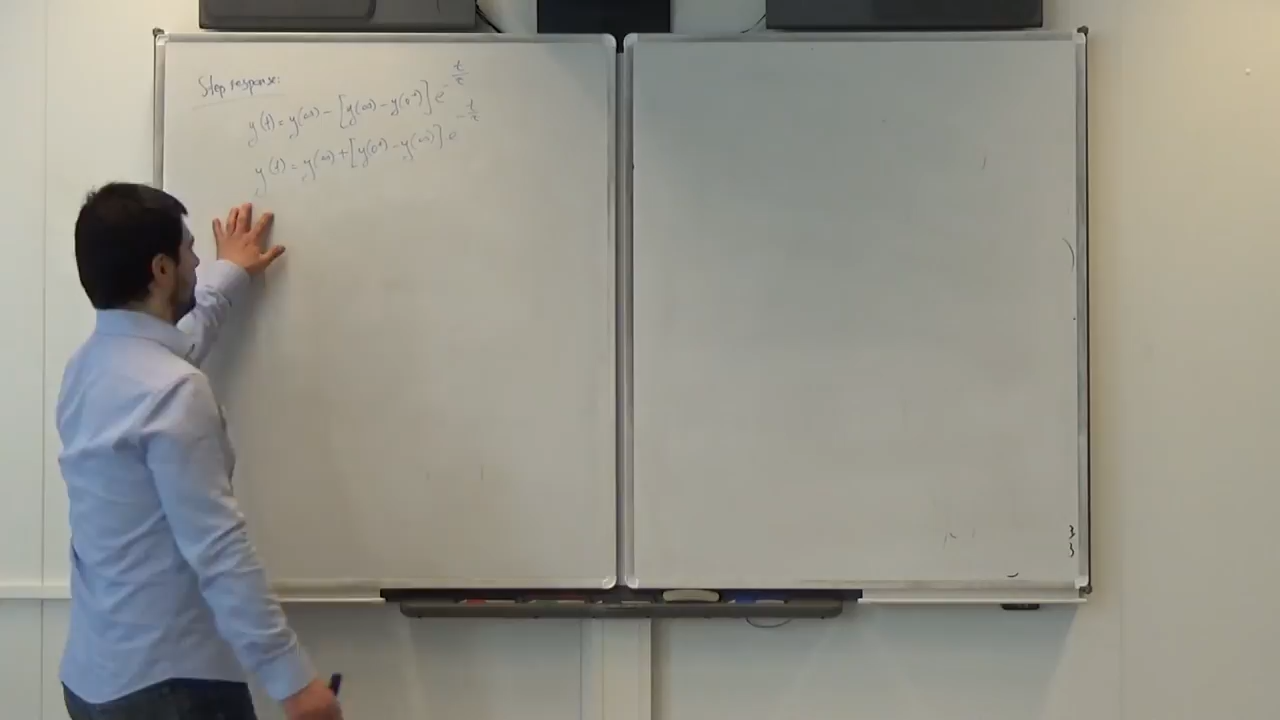 Step response:
y(t) = y(∞) - [y(∞) - y(0⁺)] e^{-t/τ}
y(t) = y(∞) + [y(0⁺) - y(∞)] e^{-t/τ}